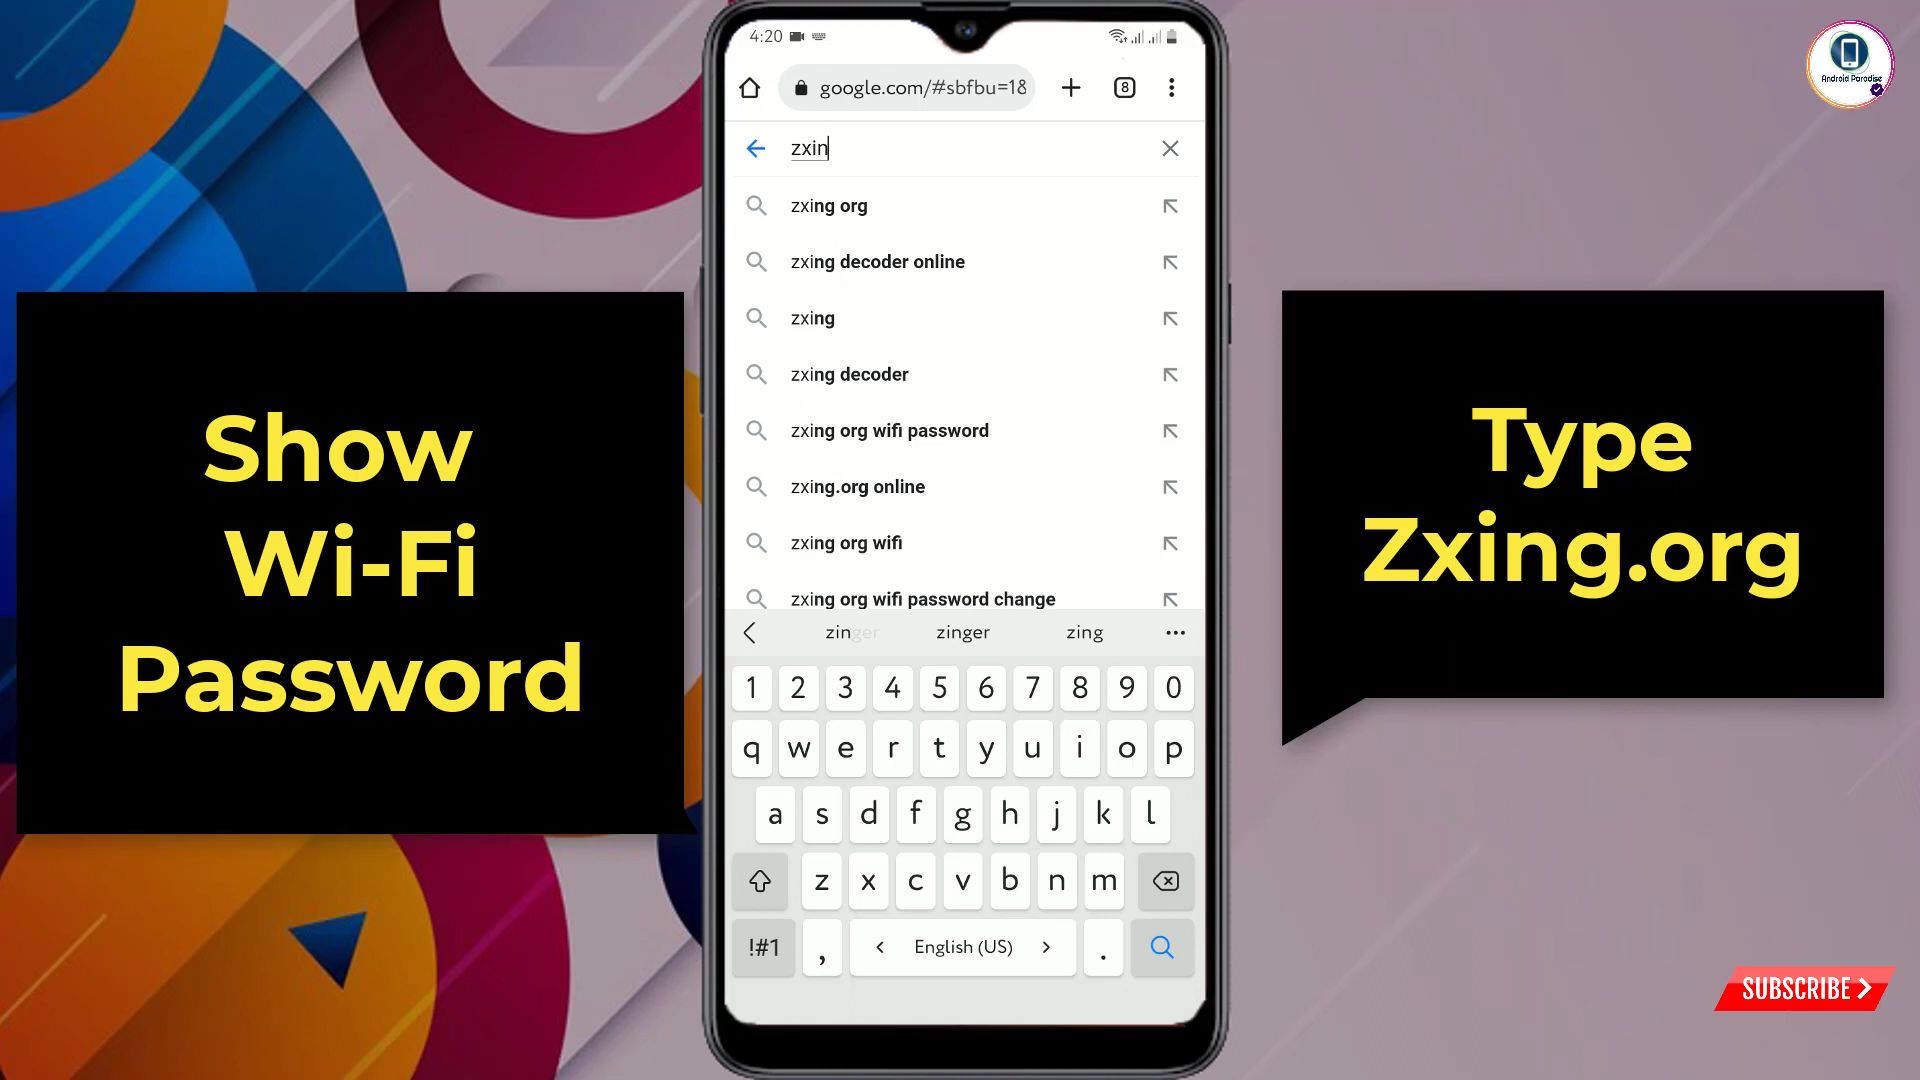 4:20
google.com/#sbfbu=18
8
zxin
zxing org
zxing decoder online
zxing
zxing decoder
zxing org wifi password
zxing.org online
zxing org wifi
zxing org wifi password change
zinger
zinger
zing
1 2 3 4 5 6 7 8 9 0
q w e r t y u i o p
a s d f g h j k l
z x c v b n m
!#1 , < English (US) > .
Show
Wi-Fi
Password
Type
Zxing.org
Android Paradise
SUBSCRIBE